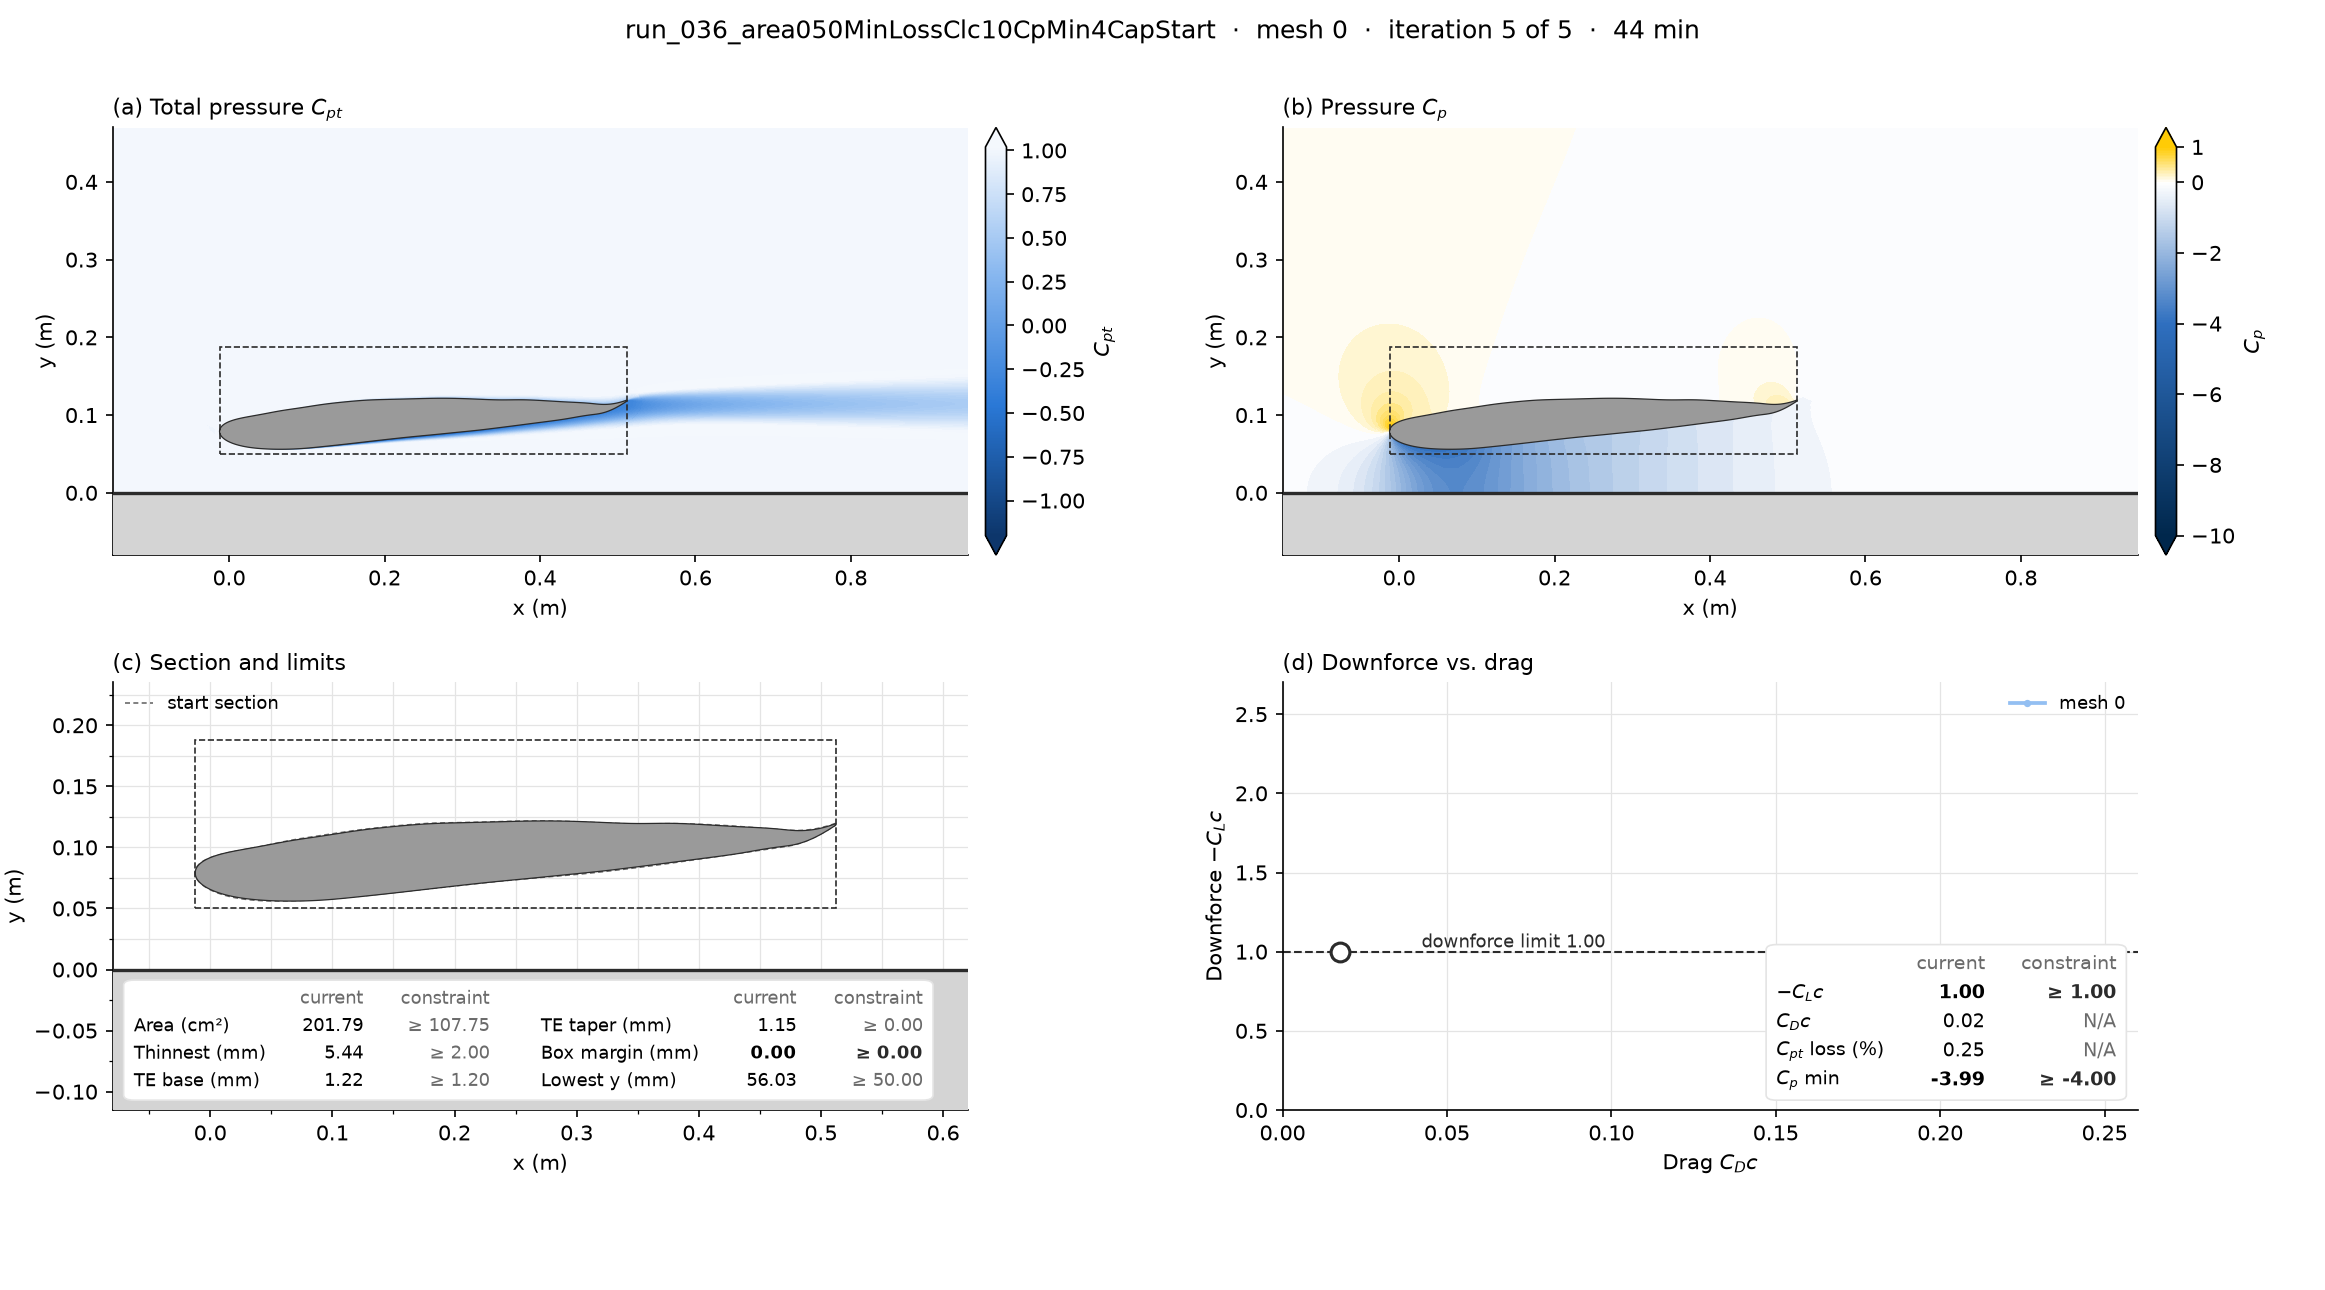 run_036_area050MinLossClc10CpMin4CapStart · mesh 0 · iteration 5 of 5 · 44 min
(a) Total pressure Cpt
0.4
0.3
0.2
0.1
0.0
y (m)
0.0 0.2 0.4 0.6 0.8
x (m)
1.00
0.75
0.50
0.25
0.00
−0.25
−0.50
−0.75
−1.00
Cpt
(b) Pressure Cp
0.4
0.3
0.2
0.1
0.0
y (m)
0.0 0.2 0.4 0.6 0.8
x (m)
1
0
−2
−4
−6
−8
−10
Cp
(c) Section and limits
start section
0.20
0.15
0.10
0.05
0.00
−0.05
−0.10
y (m)
current constraint current constraint
Area (cm²) 201.79 ≥ 107.75 TE taper (mm) 1.15 ≥ 0.00
Thinnest (mm) 5.44 ≥ 2.00 Box margin (mm) 0.00 ≥ 0.00
TE base (mm) 1.22 ≥ 1.20 Lowest y (mm) 56.03 ≥ 50.00
0.0 0.1 0.2 0.3 0.4 0.5 0.6
x (m)
(d) Downforce vs. drag
mesh 0
2.5
2.0
1.5
1.0
0.5
0.0
Downforce −CLc
downforce limit 1.00
current constraint
−CLc 1.00 ≥ 1.00
CDc 0.02 N/A
Cpt loss (%) 0.25 N/A
Cp min -3.99 ≥ -4.00
0.00 0.05 0.10 0.15 0.20 0.25
Drag CDc